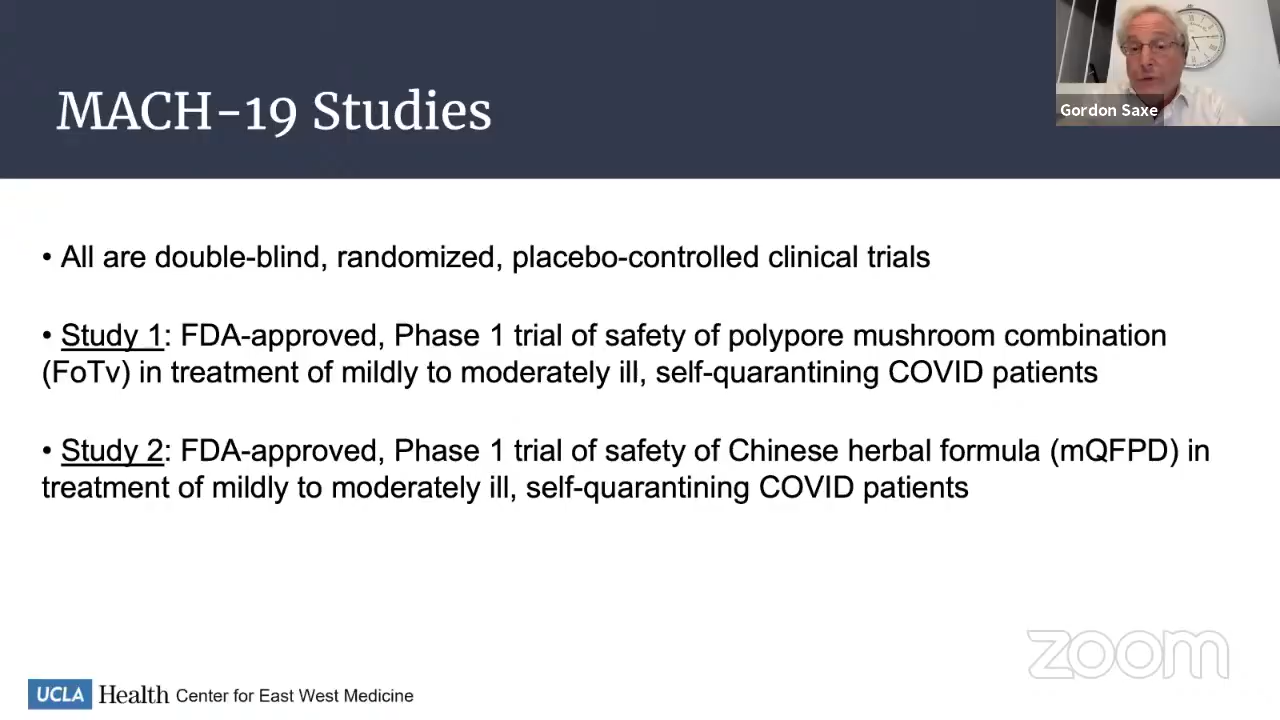 MACH-19 Studies
Gordon Saxe
• All are double-blind, randomized, placebo-controlled clinical trials
• Study 1: FDA-approved, Phase 1 trial of safety of polypore mushroom combination
(FoTv) in treatment of mildly to moderately ill, self-quarantining COVID patients
• Study 2: FDA-approved, Phase 1 trial of safety of Chinese herbal formula (mQFPD) in
treatment of mildly to moderately ill, self-quarantining COVID patients
zoom
UCLA Health Center for East West Medicine